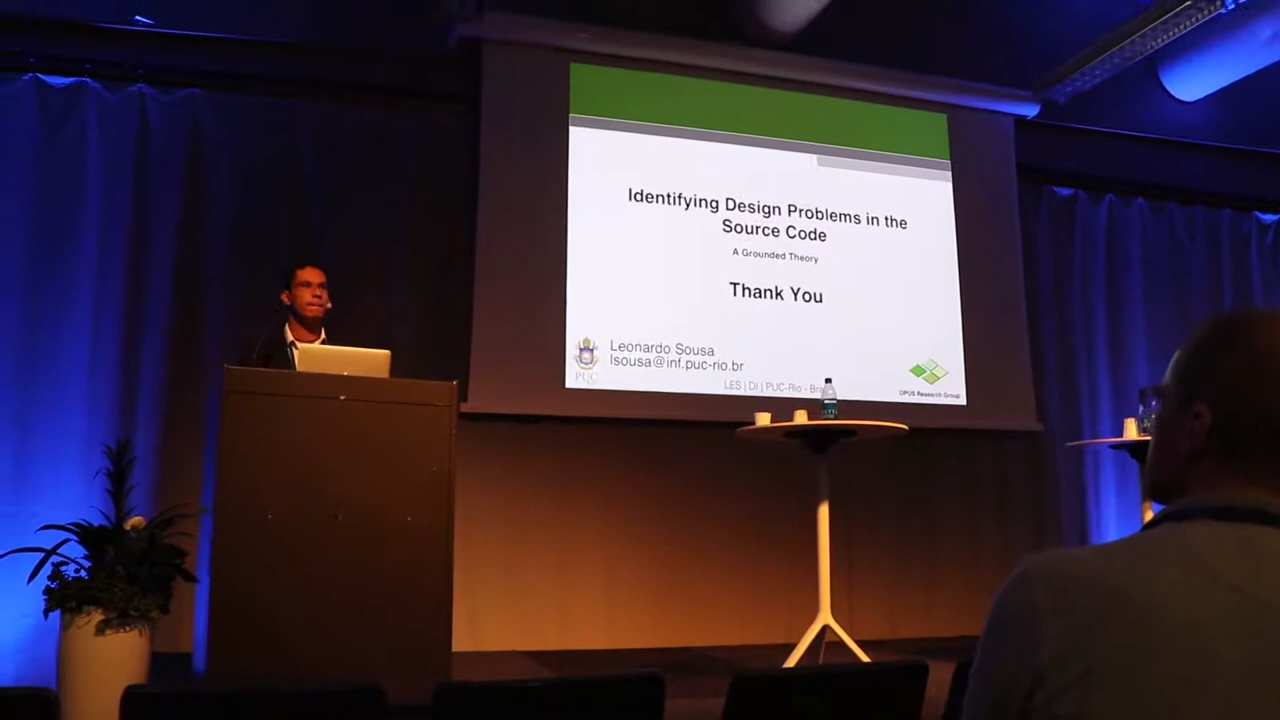 Identifying Design Problems in the
Source Code
A Grounded Theory
Thank You
Leonardo Sousa
lsousa@inf.puc-rio.br
PUC
LES | DI | PUC-Rio -
OPUS Research Group